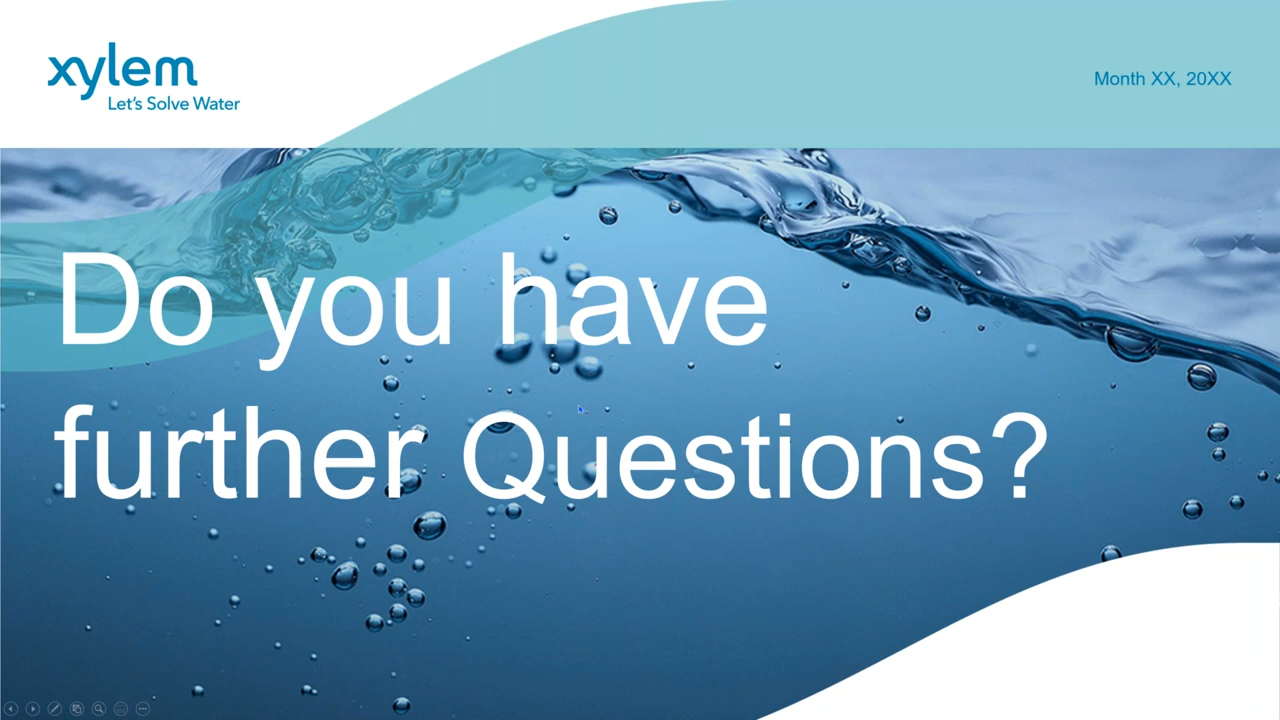 xylem
Let's Solve Water
Month XX, 20XX
Do you have
further Questions?